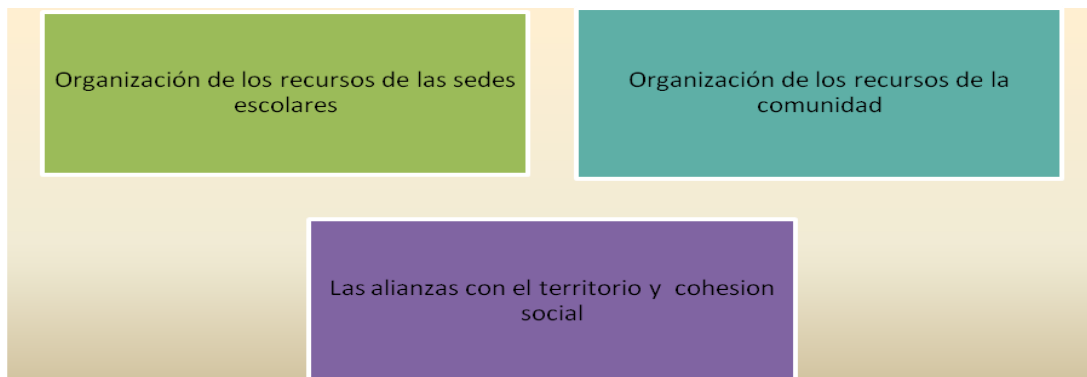 Organización de los recursos de las sedes
escolares
Organización de los recursos de la
comunidad
Las alianzas con el territorio y cohesion
social